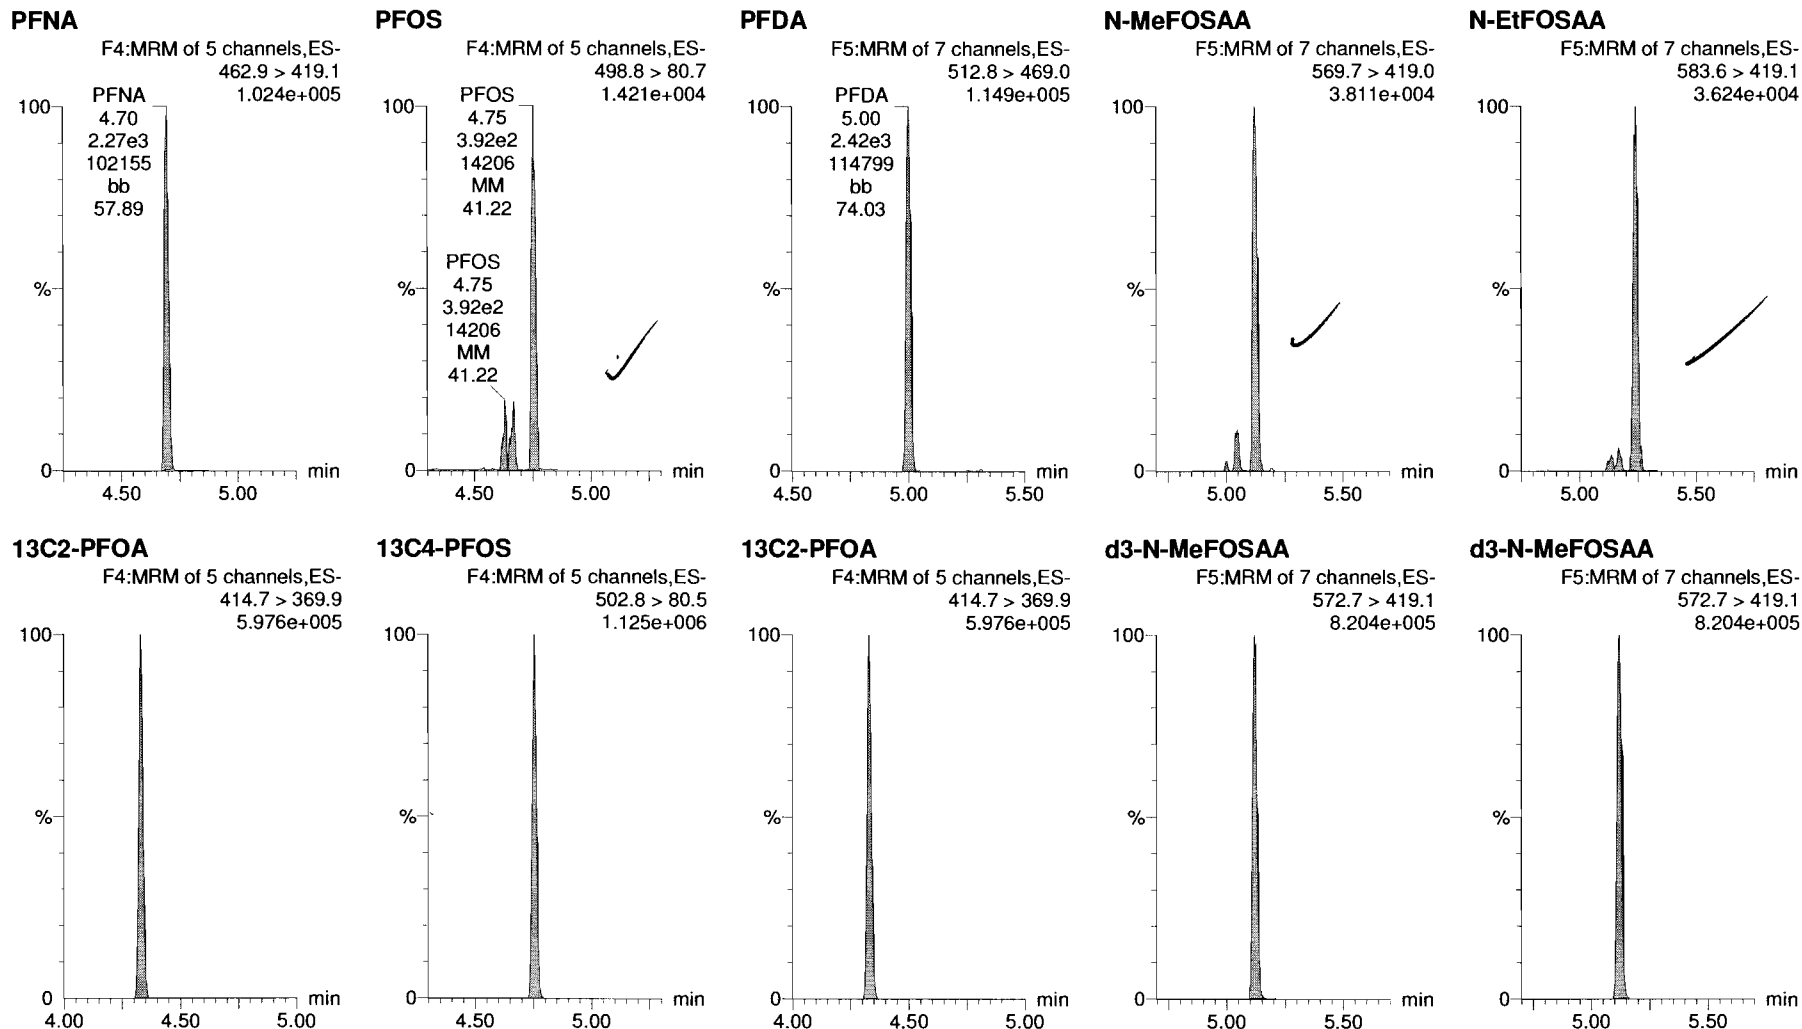 PFNA
F4:MRM of 5 channels,ES-
462.9 > 419.1
1.024e+005
100
PFNA
4.70
2.27e3
102155
bb
57.89
%
0
min
4.50 5.00
PFOS
F4:MRM of 5 channels,ES-
498.8 > 80.7
1.421e+004
100
PFOS
4.75
3.92e2
14206
MM
41.22
PFOS
4.75
3.92e2
14206
MM
41.22
%
0
min
4.50 5.00
PFDA
F5:MRM of 7 channels,ES-
512.8 > 469.0
1.149e+005
100
PFDA
5.00
2.42e3
114799
bb
74.03
%
0
min
4.50 5.00 5.50
N-MeFOSAA
F5:MRM of 7 channels,ES-
569.7 > 419.0
3.811e+004
100
%
0
min
5.00 5.50
N-EtFOSAA
F5:MRM of 7 channels,ES-
583.6 > 419.1
3.624e+004
100
%
0
min
5.00 5.50
13C2-PFOA
F4:MRM of 5 channels,ES-
414.7 > 369.9
5.976e+005
100
%
0
min
4.00 4.50 5.00
13C4-PFOS
F4:MRM of 5 channels,ES-
502.8 > 80.5
1.125e+006
100
%
0
min
4.50 5.00
13C2-PFOA
F4:MRM of 5 channels,ES-
414.7 > 369.9
5.976e+005
100
%
0
min
4.00 4.50 5.00
d3-N-MeFOSAA
F5:MRM of 7 channels,ES-
572.7 > 419.1
8.204e+005
100
%
0
min
5.00 5.50
d3-N-MeFOSAA
F5:MRM of 7 channels,ES-
572.7 > 419.1
8.204e+005
100
%
0
min
5.00 5.50